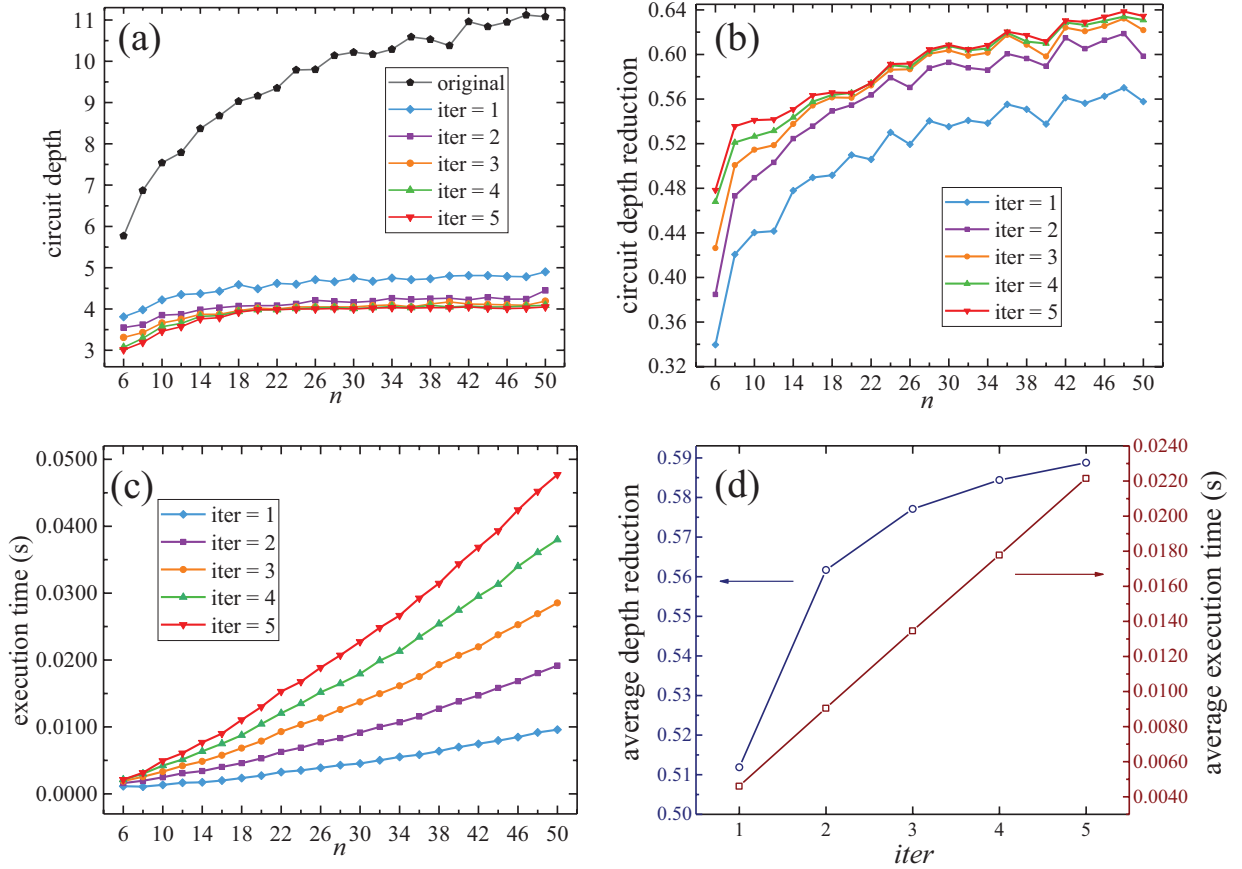 (a)
11
10
9
8
7
6
5
4
3
circuit depth
original
iter = 1
iter = 2
iter = 3
iter = 4
iter = 5
6 10 14 18 22 26 30 34 38 42 46 50
n
(b)
0.64
0.60
0.56
0.52
0.48
0.44
0.40
0.36
0.32
circuit depth reduction
iter = 1
iter = 2
iter = 3
iter = 4
iter = 5
6 10 14 18 22 26 30 34 38 42 46 50
n
(c)
0.0500
0.0400
0.0300
0.0200
0.0100
0.0000
execution time (s)
iter = 1
iter = 2
iter = 3
iter = 4
iter = 5
6 10 14 18 22 26 30 34 38 42 46 50
n
(d)
0.59
0.58
0.57
0.56
0.55
0.54
0.53
0.52
0.51
0.50
average depth reduction
0.0240
0.0220
0.0200
0.0180
0.0160
0.0140
0.0120
0.0100
0.0080
0.0060
0.0040
average execution time (s)
1 2 3 4 5
iter